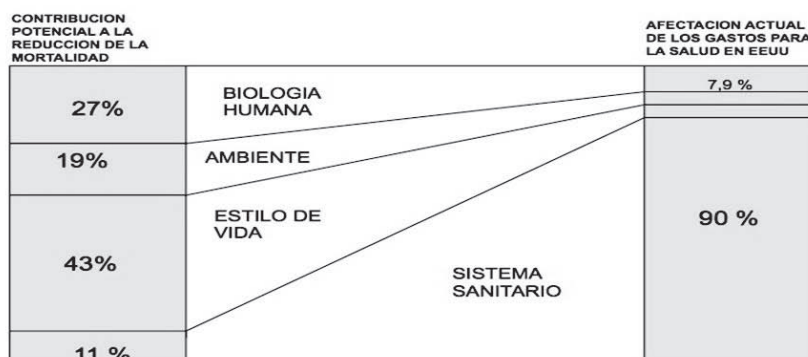 CONTRIBUCION
POTENCIAL A LA
REDUCCION DE LA
MORTALIDAD
AFECTACION ACTUAL
DE LOS GASTOS PARA
LA SALUD EN EEUU
27%
BIOLOGIA
HUMANA
7,9 %
19%
AMBIENTE
43%
ESTILO DE
VIDA
90 %
SISTEMA
SANITARIO
11 %